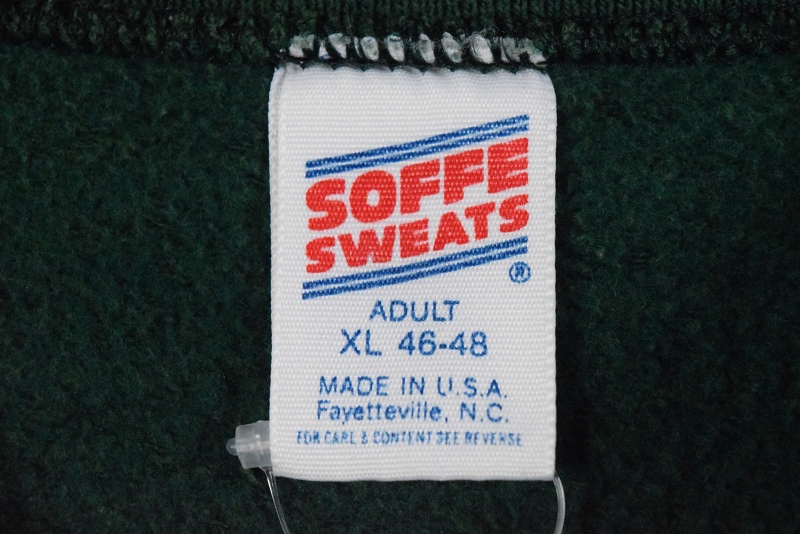 SOFFE
SWEATS
®
ADULT
XL 46-48
MADE IN U.S.A.
Fayetteville, N.C.
FOR CARE & CONTENT SEE REVERSE